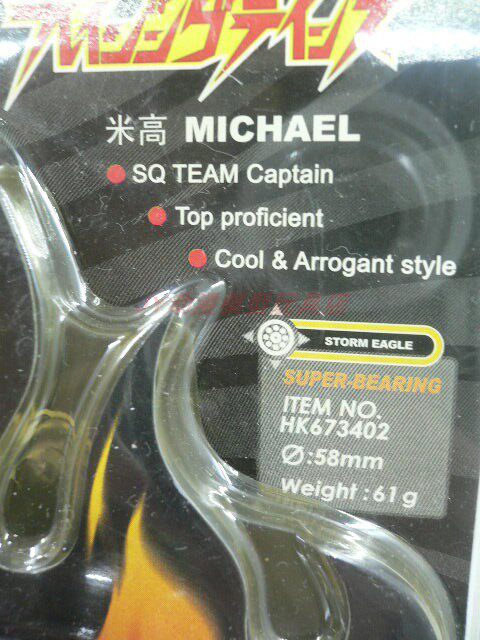 米高 MICHAEL
SQ TEAM Captain
Top proficient
Cool & Arrogant style
STORM EAGLE
SUPER-BEARING
ITEM NO.
HK673402
Ø:58mm
Weight:61g